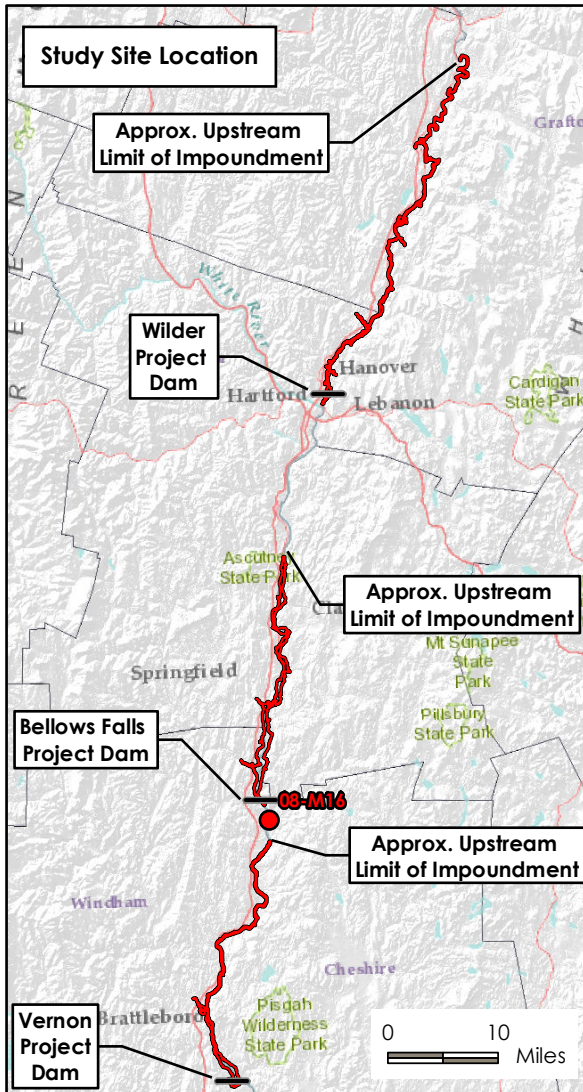 Study Site Location
Approx. Upstream
Limit of Impoundment
Grafto
White River
Wilder
Project
Dam
Hanover
Hartford
Lebanon
Cardigan
State Park
Ascutney
State Park
Approx. Upstream
Limit of Impoundment
Cla
Mt Sunapee
State
Park
Springfield
Pillsbury
State Park
Bellows Falls
Project Dam
08-M16
Approx. Upstream
Limit of Impoundment
Windham
Cheshire
Vernon
Project
Dam
Brattleboro
Pisgah
Wilderness
State Park
0 10
Miles